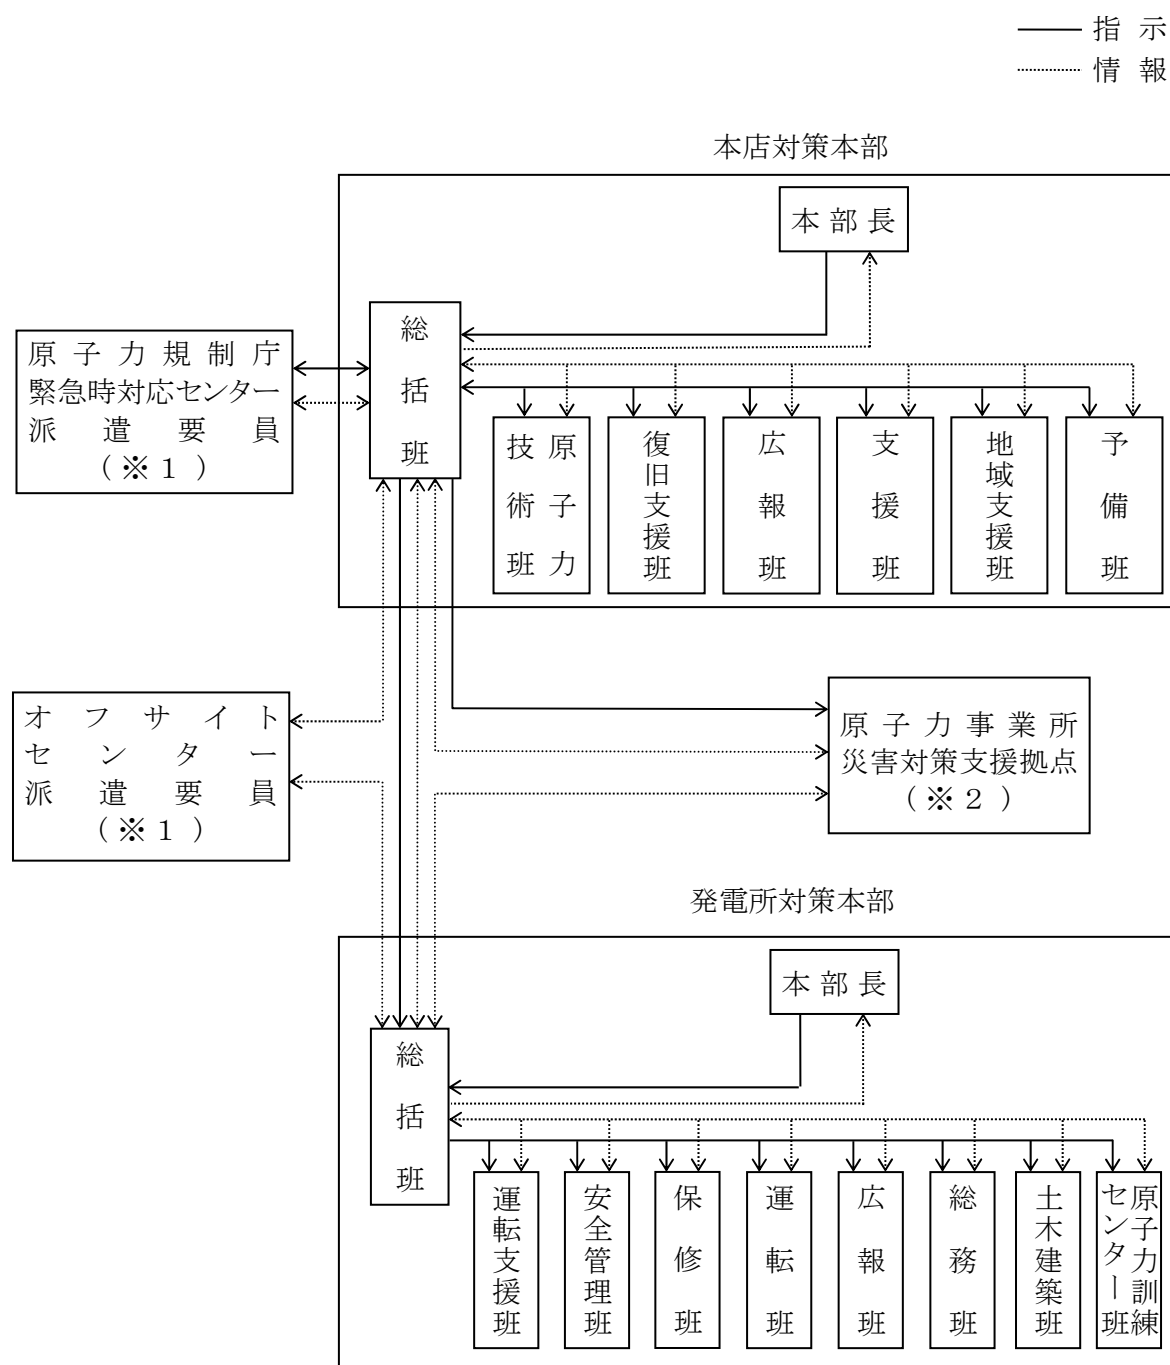 指示
情報
本店対策本部
本部長
総括班
原子力規制庁
緊急時対応センター
派遣要員
(※1)
原子力
技術班
復旧支援班
広報班
支援班
地域支援班
予備班
オフサイト
センター
派遣要員
(※1)
原子力事業所
災害対策支援拠点
(※2)
発電所対策本部
本部長
総括班
運転支援班
安全管理班
保修班
運転班
広報班
総務班
土木建築班
原子力訓練
センター班